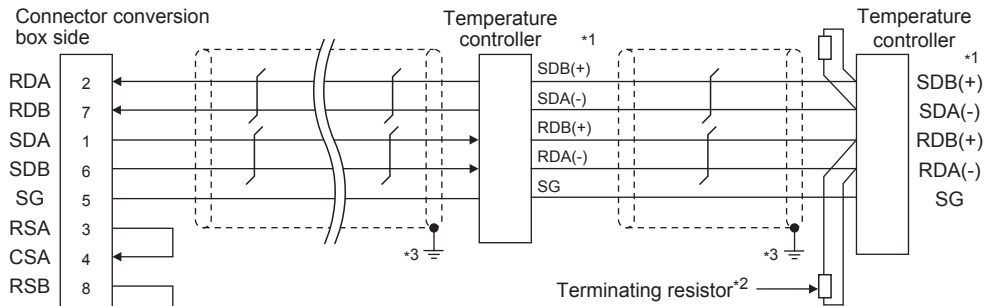 Connector conversion
box side
Temperature
controller *1
Temperature
controller
*1
RDA 2
RDB 7
SDA 1
SDB 6
SG 5
RSA 3
CSA 4
RSB 8
SDB(+)
SDA(-)
RDB(+)
RDA(-)
SG
SDB(+)
SDA(-)
RDB(+)
RDA(-)
SG
*3
*3
Terminating resistor*2